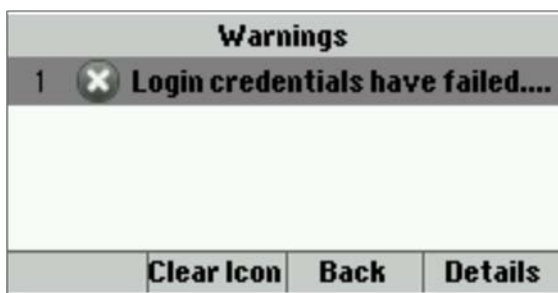 Warnings
1 Login credentials have failed....
Clear Icon Back Details